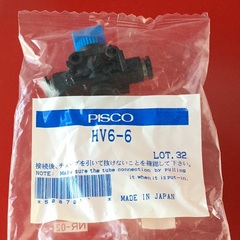 PISCO
HV6-6
LOT.32
接続後、チューブを引いて抜けないことを確認して下さい。
NOTE: Make sure the tube connection by pulling
it when it is put-in.
MADE IN JAPAN